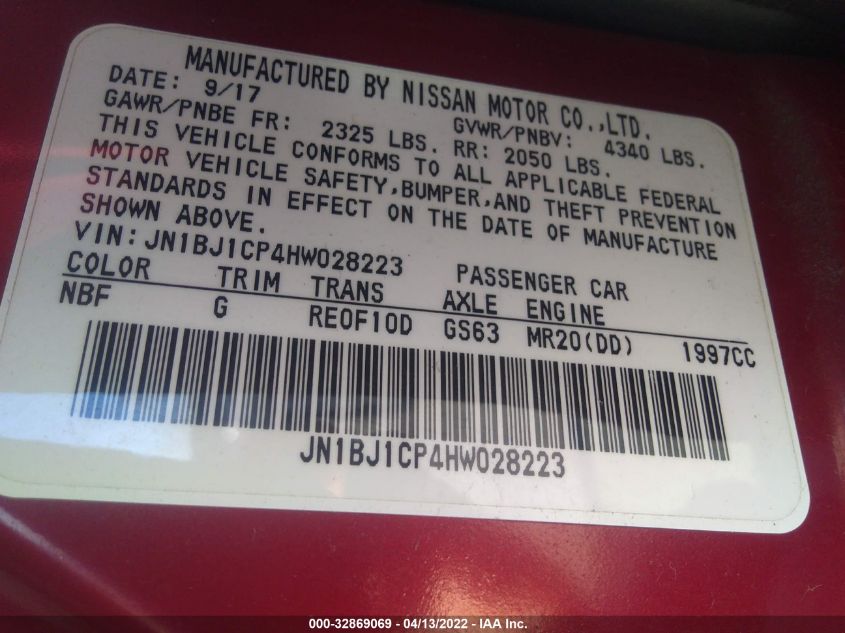 MANUFACTURED BY NISSAN MOTOR CO.,LTD.
DATE: 9/17 GVWR/PNBV: 4340 LBS.
GAWR/PNBE FR: 2325 LBS. RR: 2050 LBS.
THIS VEHICLE CONFORMS TO ALL APPLICABLE FEDERAL
MOTOR VEHICLE SAFETY,BUMPER,AND THEFT PREVENTION
STANDARDS IN EFFECT ON THE DATE OF MANUFACTURE
SHOWN ABOVE.
VIN: JN1BJ1CP4HW028223 PASSENGER CAR
COLOR TRIM TRANS AXLE ENGINE
NBF G RE0F10D GS63 MR20(DD) 1997CC
JN1BJ1CP4HW028223
000-32869069 - 04/13/2022 - IAA Inc.